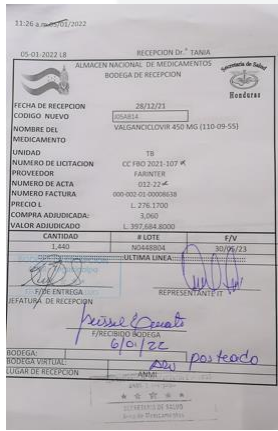 11:26 a.m.05/01/2022
05-01-2022 LB RECEPCION Dr.ª TANIA
ALMACEN NACIONAL DE MEDICAMENTOS
BODEGA DE RECEPCION
Secretaría de Salud
Honduras
FECHA DE RECEPCION 28/12/21
CODIGO NUEVO J05A814
NOMBRE DEL MEDICAMENTO VALGANCICLOVIR 450 MG (110-09-55)
UNIDAD TB
NUMERO DE LICITACION CC FBO 2021-107
PROVEEDOR FARINTER
NUMERO DE ACTA 012-22
NUMERO FACTURA 000-002-01-00008638
PRECIO L L. 276.1700
COMPRA ADJUDICADA: 3,060
VALOR ADJUDICADO L. 397,684.8000
CANTIDAD # LOTE F/V
1,440 N0448804 30/06/23
ULTIMA LINEA
F/DE ENTREGA REPRESENTANTE IT
JEFATURA DE RECEPCION
F/RECIBIDO BODEGA
6/01/22
BODEGA:
BODEGA VIRTUAL: posteado
LUGAR DE RECEPCION ANMI
SECRETARIA DE SALUD